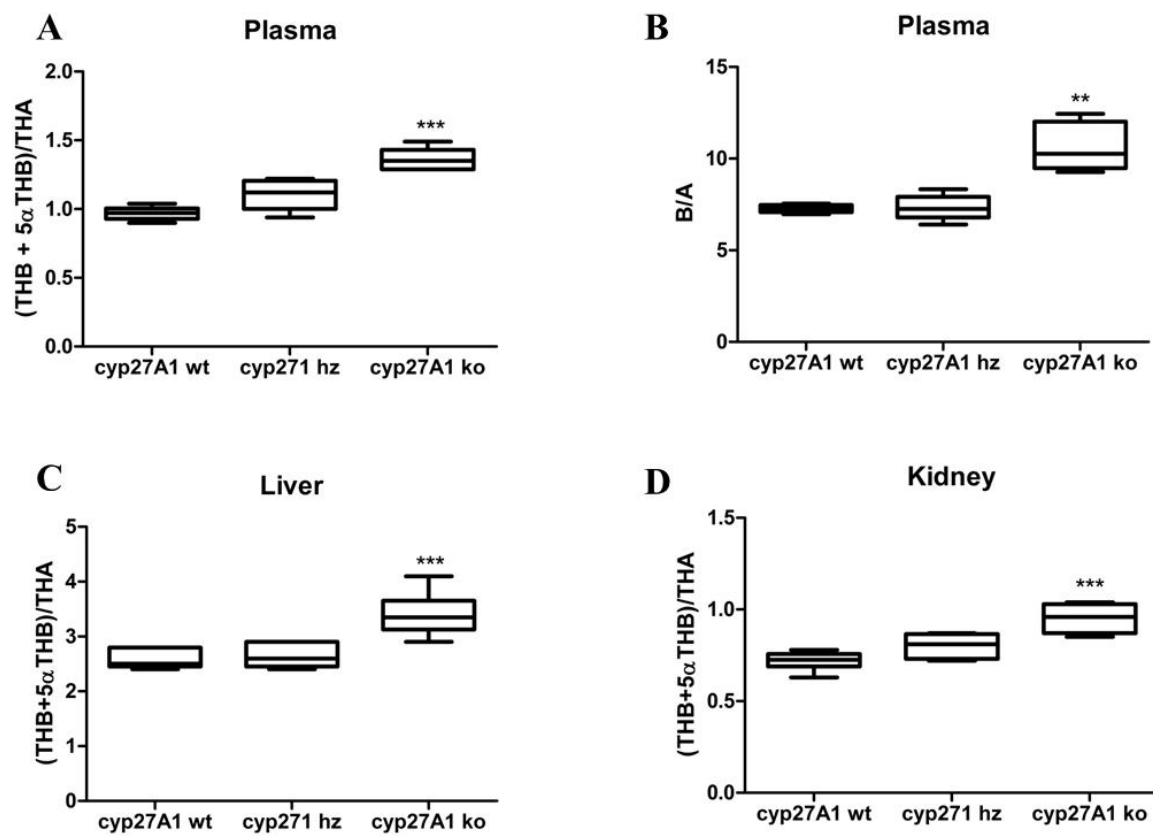 A
Plasma
(THB + 5α THB)/THA
2.0
1.5
1.0
0.5
0.0
***
cyp27A1 wt cyp271 hz cyp27A1 ko
B
Plasma
B/A
15
10
5
0
**
cyp27A1 wt cyp27A1 hz cyp27A1 ko
C
Liver
(THB+5α THB)/THA
5
4
3
2
1
0
***
cyp27A1 wt cyp271 hz cyp27A1 ko
D
Kidney
(THB+5α THB)/THA
1.5
1.0
0.5
0.0
***
cyp27A1 wt cyp271 hz cyp27A1 ko